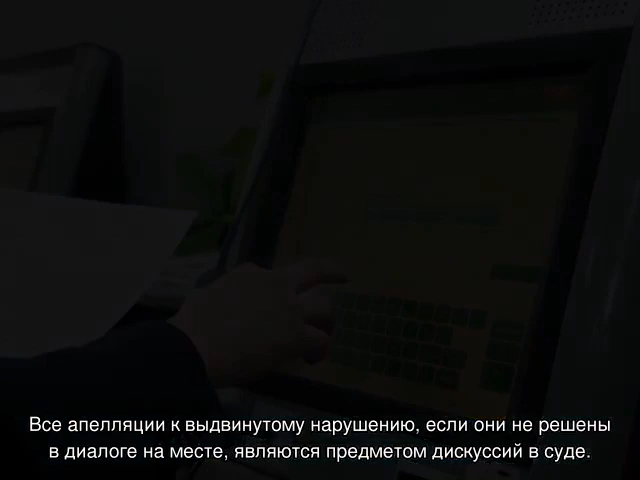 Все апелляции к выдвинутому нарушению, если они не решены
в диалоге на месте, являются предметом дискуссий в суде.